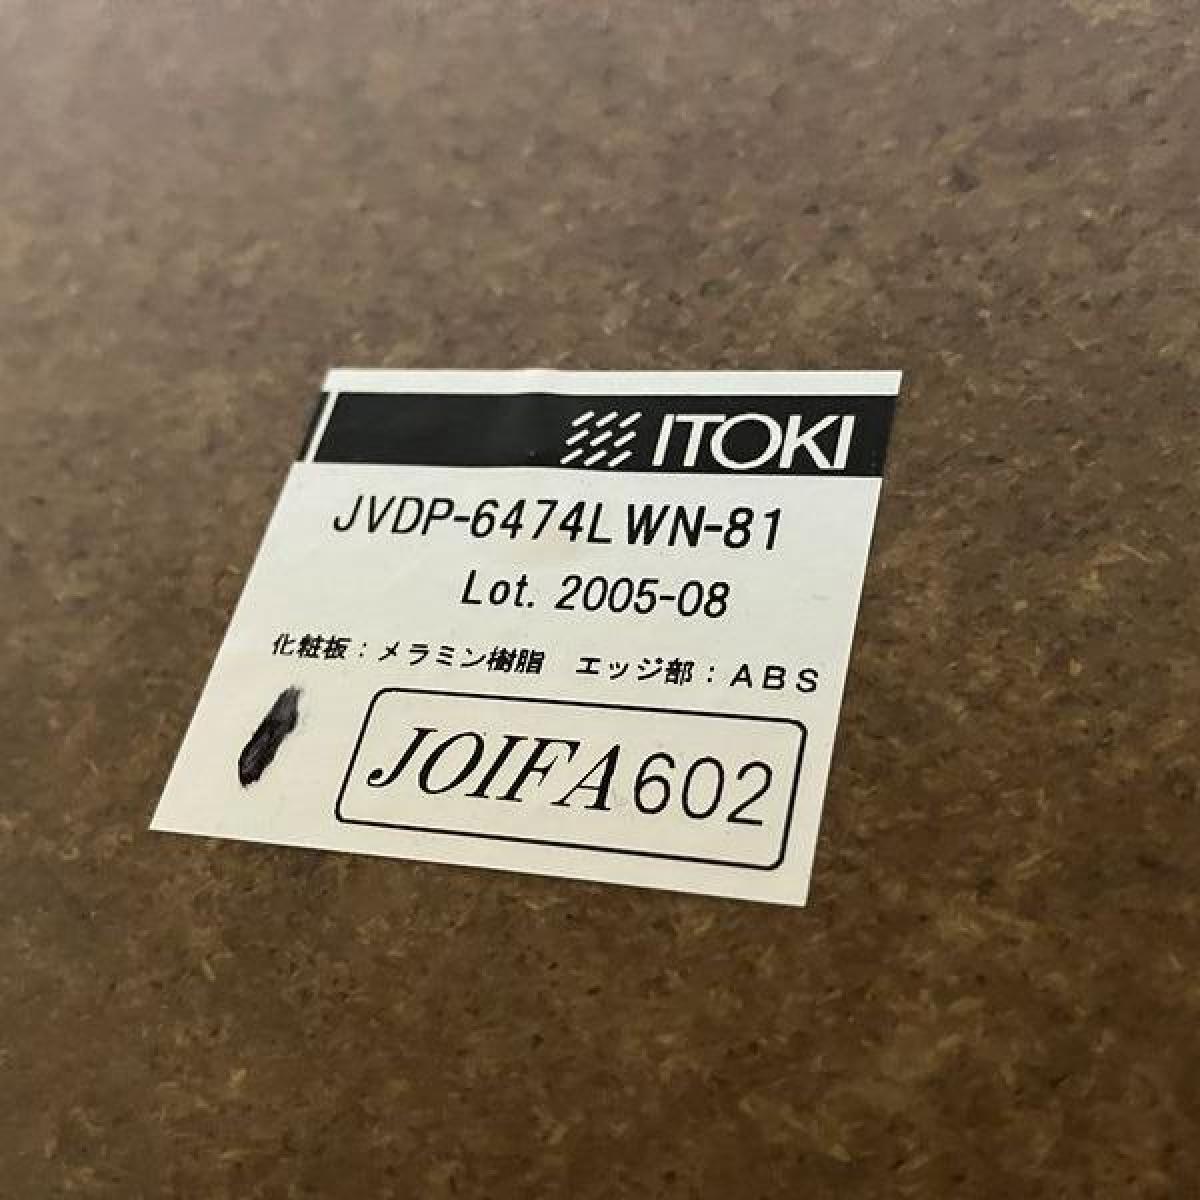 ITOKI
JVDP-6474LWN-81
Lot. 2005-08
化粧板：メラミン樹脂　エッジ部：ABS
JOIFA602